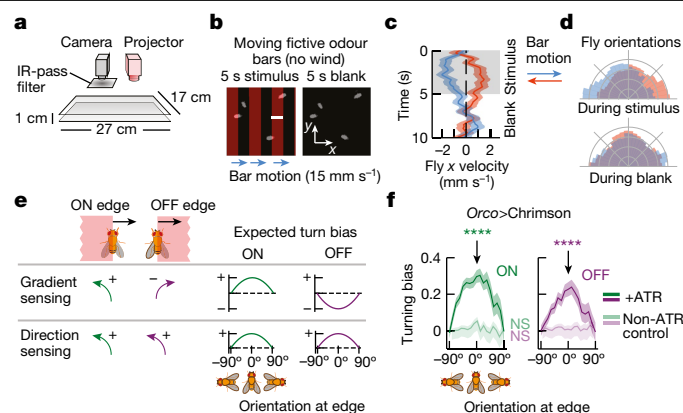 a
Camera
Projector
IR-pass
filter
17 cm
1 cm
27 cm
b
Moving fictive odour
bars (no wind)
5 s stimulus
5 s blank
y
x
Bar motion (15 mm s⁻¹)
c
Time (s)
0
5
10
Stimulus
Blank
−2
0
2
Fly x velocity
(mm s⁻¹)
Bar
motion
d
Fly orientations
During stimulus
During blank
e
ON edge
OFF edge
Expected turn bias
ON
OFF
Gradient
sensing
+
−
+
−
+
−
Direction
sensing
+
+
+
−
+
−
−90° 0° 90°
−90° 0° 90°
Orientation at edge
f
Orco>Chrimson
****
****
ON
OFF
Turning bias
0.4
0.2
0
NS
NS
+ATR
Non-ATR
control
−90° 0° 90°
−90° 0° 90°
Orientation at edge